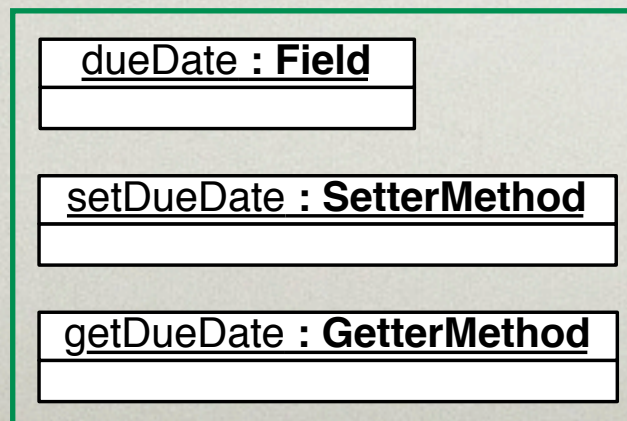 dueDate : Field
setDueDate : SetterMethod
getDueDate : GetterMethod